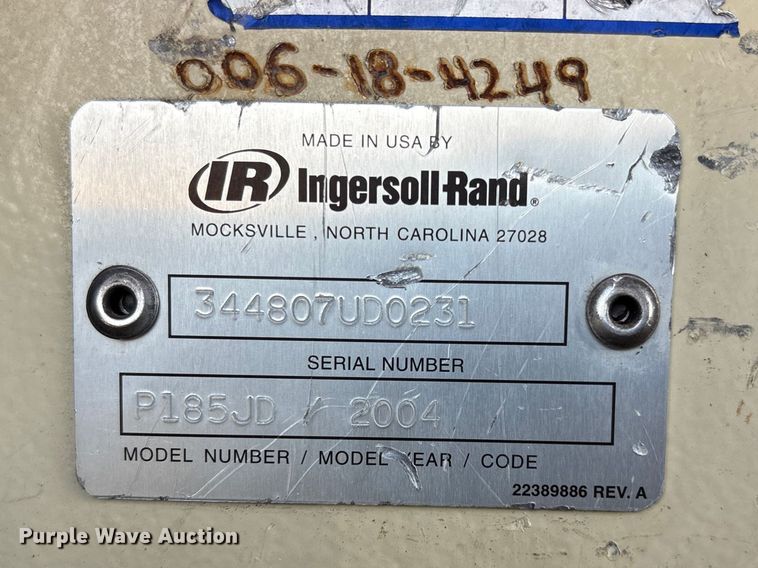 006-18-4249
MADE IN USA BY
IR Ingersoll-Rand®
MOCKSVILLE , NORTH CAROLINA 27028
344807UD0231
SERIAL NUMBER
P185JD / 2004
MODEL NUMBER / MODEL YEAR / CODE
22389886 REV. A
Purple Wave Auction